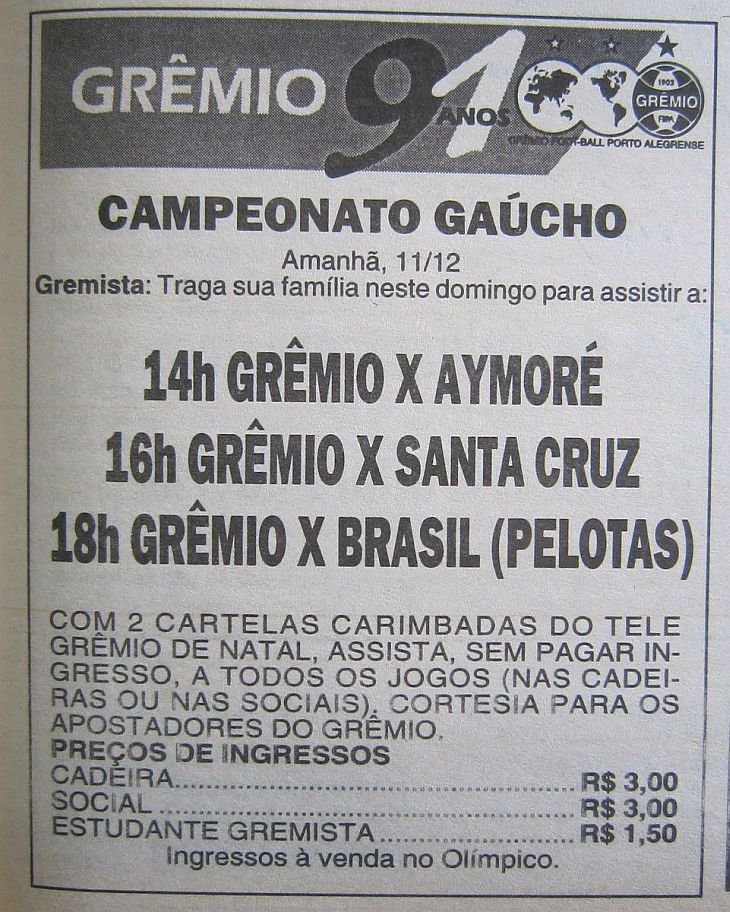 GRÊMIO 91 ANOS
1903
GRÊMIO
FBPA
GRÊMIO FOOT-BALL PORTO ALEGRENSE
CAMPEONATO GAÚCHO
Amanhã, 11/12
Gremista: Traga sua família neste domingo para assistir a:
14h GRÊMIO X AYMORÉ
16h GRÊMIO X SANTA CRUZ
18h GRÊMIO X BRASIL (PELOTAS)
COM 2 CARTELAS CARIMBADAS DO TELE
GRÊMIO DE NATAL, ASSISTA, SEM PAGAR IN-
GRESSO, A TODOS OS JOGOS (NAS CADEI-
RAS OU NAS SOCIAIS). CORTESIA PARA OS
APOSTADORES DO GRÊMIO.
PREÇOS DE INGRESSOS
CADEIRA................................................ R$ 3,00
SOCIAL ................................................. R$ 3,00
ESTUDANTE GREMISTA ....................... R$ 1,50
Ingressos à venda no Olímpico.